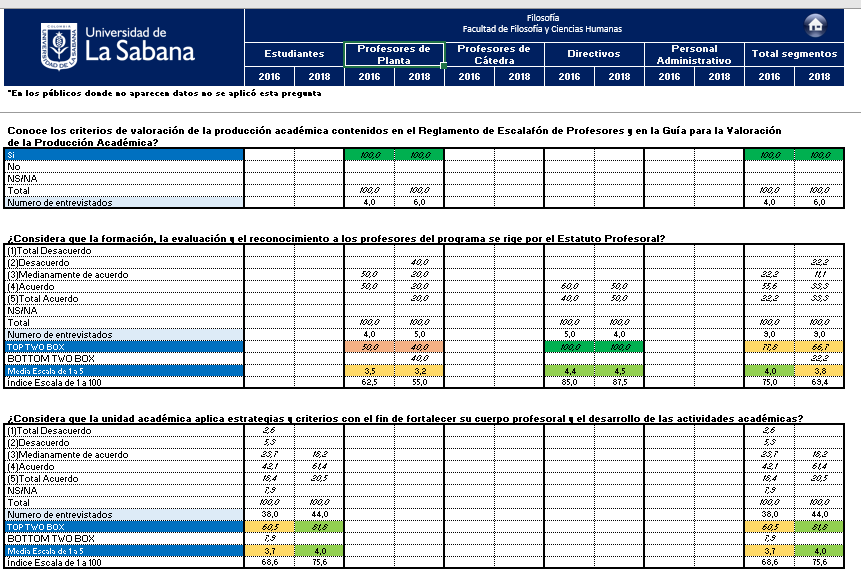 COLOMBIA
UNIVERSIDAD DE LA SABANA
Universidad de
La Sabana
Filosofía
Facultad de Filosofía y Ciencias Humanas
Estudiantes Profesores de Planta Profesores de Cátedra Directivos Personal Administrativo Total segmentos
2016 2018 2016 2018 2016 2018 2016 2018 2016 2018 2016 2018
*En los públicos donde no aparecen datos no se aplicó esta pregunta
Conoce los criterios de valoración de la producción académica contenidos en el Reglamento de Escalafón de Profesores y en la Guía para la Valoración
de la Producción Académica?
Si 100,0 100,0 100,0 100,0
No
NS/NA
Total 100,0 100,0 100,0 100,0
Numero de entrevistados 4,0 6,0 4,0 6,0
¿Considera que la formación, la evaluación y el reconocimiento a los profesores del programa se rige por el Estatuto Profesoral?
(1)Total Desacuerdo
(2)Desacuerdo 40,0 22,2
(3)Medianamente de acuerdo 50,0 20,0 22,2 11,1
(4)Acuerdo 50,0 20,0 60,0 50,0 55,6 33,3
(5)Total Acuerdo 20,0 40,0 50,0 22,2 33,3
NS/NA
Total 100,0 100,0 100,0 100,0 100,0 100,0
Numero de entrevistados 4,0 5,0 5,0 4,0 9,0 9,0
TOP TWO BOX 50,0 40,0 100,0 100,0 77,8 66,7
BOTTOM TWO BOX 40,0 22,2
Media Escala de 1 a 5 3,5 3,2 4,4 4,5 4,0 3,8
Índice Escala de 1 a 100 62,5 55,0 85,0 87,5 75,0 69,4
¿Considera que la unidad académica aplica estrategias y criterios con el fin de fortalecer su cuerpo profesoral y el desarrollo de las actividades académicas?
(1)Total Desacuerdo 2,6 2,6
(2)Desacuerdo 5,3 5,3
(3)Medianamente de acuerdo 23,7 18,2 23,7 18,2
(4)Acuerdo 42,1 61,4 42,1 61,4
(5)Total Acuerdo 18,4 20,5 18,4 20,5
NS/NA 7,9 7,9
Total 100,0 100,0 100,0 100,0
Numero de entrevistados 38,0 44,0 38,0 44,0
TOP TWO BOX 60,5 81,8 60,5 81,8
BOTTOM TWO BOX 7,9 7,9
Media Escala de 1 a 5 3,7 4,0 3,7 4,0
Índice Escala de 1 a 100 68,6 75,6 68,6 75,6